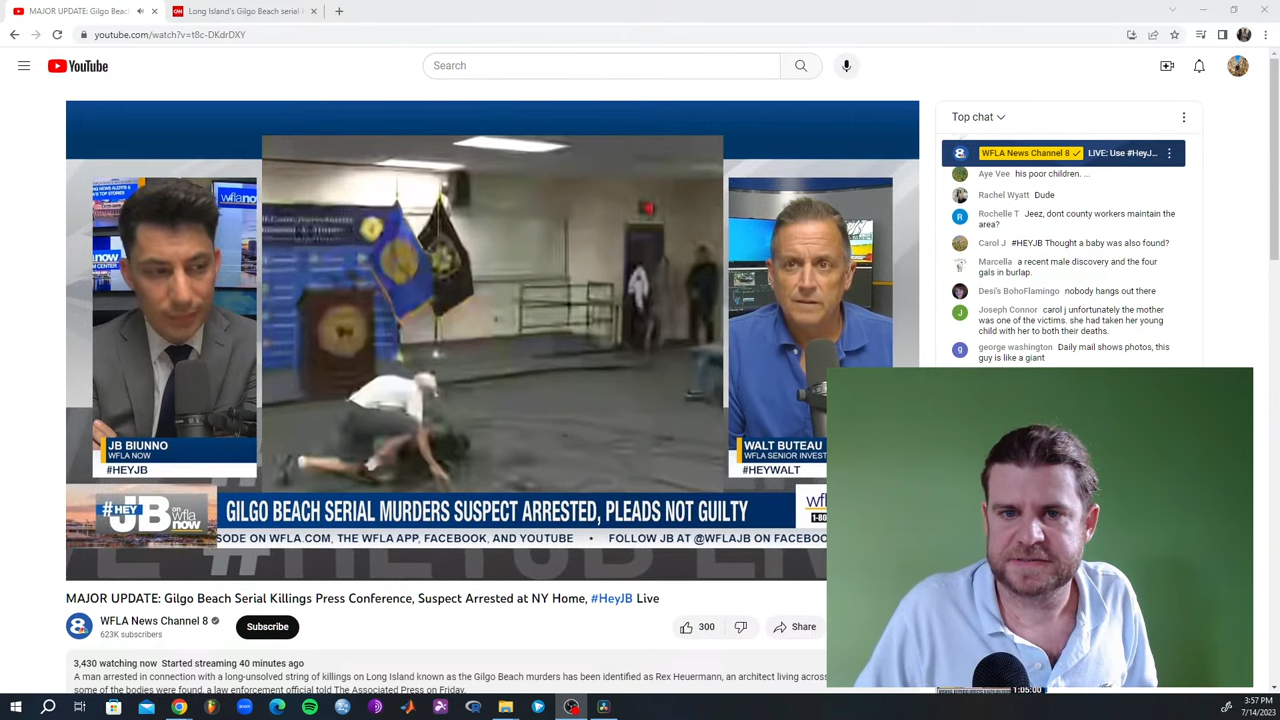 MAJOR UPDATE: Gilgo Beac
Long Island's Gilgo Beach serial k
youtube.com/watch?v=t8c-DKdrDXY
YouTube
Search
Top chat
WFLA News Channel 8
LIVE: Use #HeyJ...
Aye Vee his poor children. ...
Rachel Wyatt Dude
Rochelle T Jeez, dont county workers maintain the
area?
Carol J #HEYJB Thought a baby was also found?
Marcella a recent male discovery and the four
gals in burlap.
Desi's BohoFlamingo nobody hangs out there
Joseph Connor carol j unfortunately the mother
was one of the victims. she had taken her young
child with her to both their deaths.
george washington Daily mail shows photos, this
guy is like a giant
JB BIUNNO
WFLA NOW
#HEYJB
WALT BUTEAU
WFLA SENIOR INVEST
#HEYWALT
#HEY
JB
on wfla
now
GILGO BEACH SERIAL MURDERS SUSPECT ARRESTED, PLEADS NOT GUILTY
wfl
1-80
SODE ON WFLA.COM, THE WFLA APP, FACEBOOK, AND YOUTUBE • FOLLOW JB AT @WFLAJB ON FACEBOO
MAJOR UPDATE: Gilgo Beach Serial Killings Press Conference, Suspect Arrested at NY Home, #HeyJB Live
WFLA News Channel 8
623K subscribers
Subscribe
300
Share
3,430 watching now Started streaming 40 minutes ago
A man arrested in connection with a long-unsolved string of killings on Long Island known as the Gilgo Beach murders has been identified as Rex Heuermann, an architect living across
some of the bodies were found, a law enforcement official told The Associated Press on Friday.
1:05:00
3:57 PM
7/14/2023